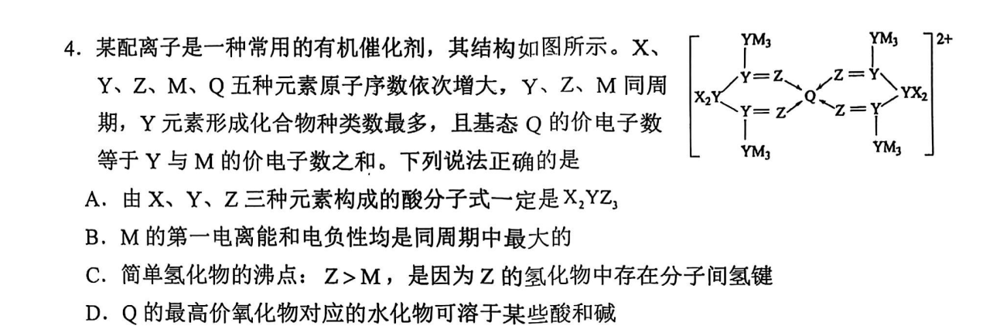 4. 某配离子是一种常用的有机催化剂，其结构如图所示。X、
Y、Z、M、Q 五种元素原子序数依次增大，Y、Z、M 同周
期，Y 元素形成化合物种类数最多，且基态 Q 的价电子数
等于 Y 与 M 的价电子数之和。下列说法正确的是
A. 由 X、Y、Z 三种元素构成的酸分子式一定是 X₂YZ₃
B. M 的第一电离能和电负性均是同周期中最大的
C. 简单氢化物的沸点：Z>M，是因为 Z 的氢化物中存在分子间氢键
D. Q 的最高价氧化物对应的水化物可溶于某些酸和碱
YM₃ YM₃ 2+
Y=Z Z=Y
X₂Y Q YX₂
Y=Z Z=Y
YM₃ YM₃